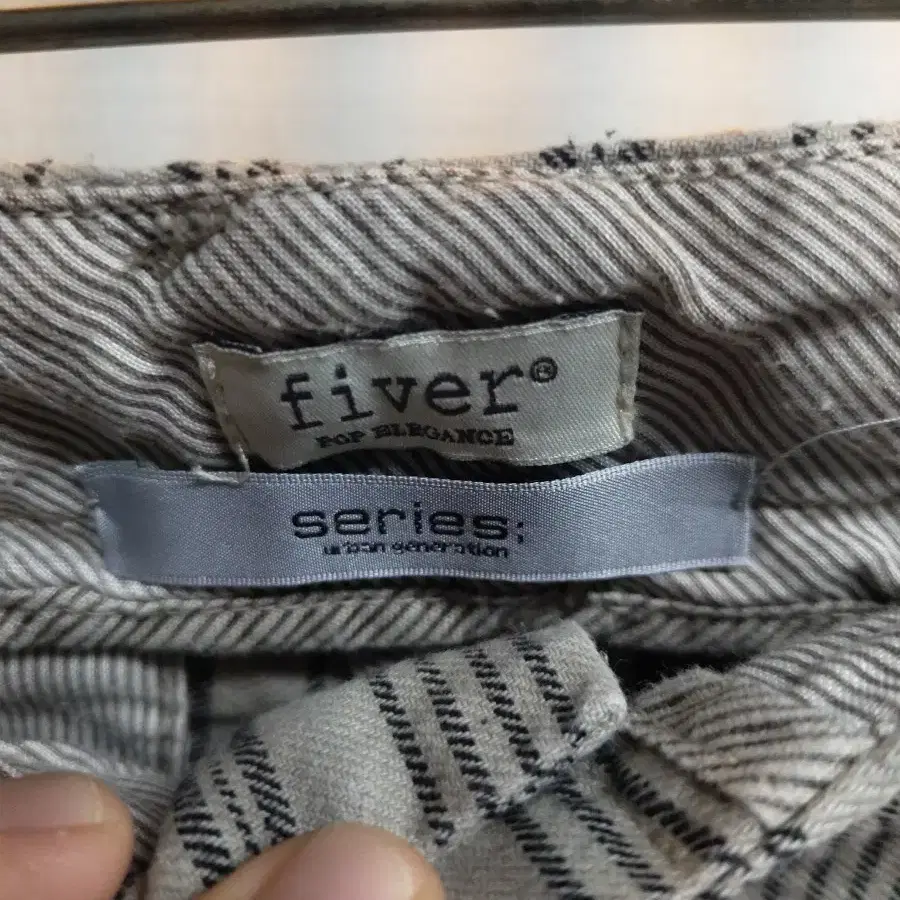 fiver®
POP ELEGANCE
series;
urban generation